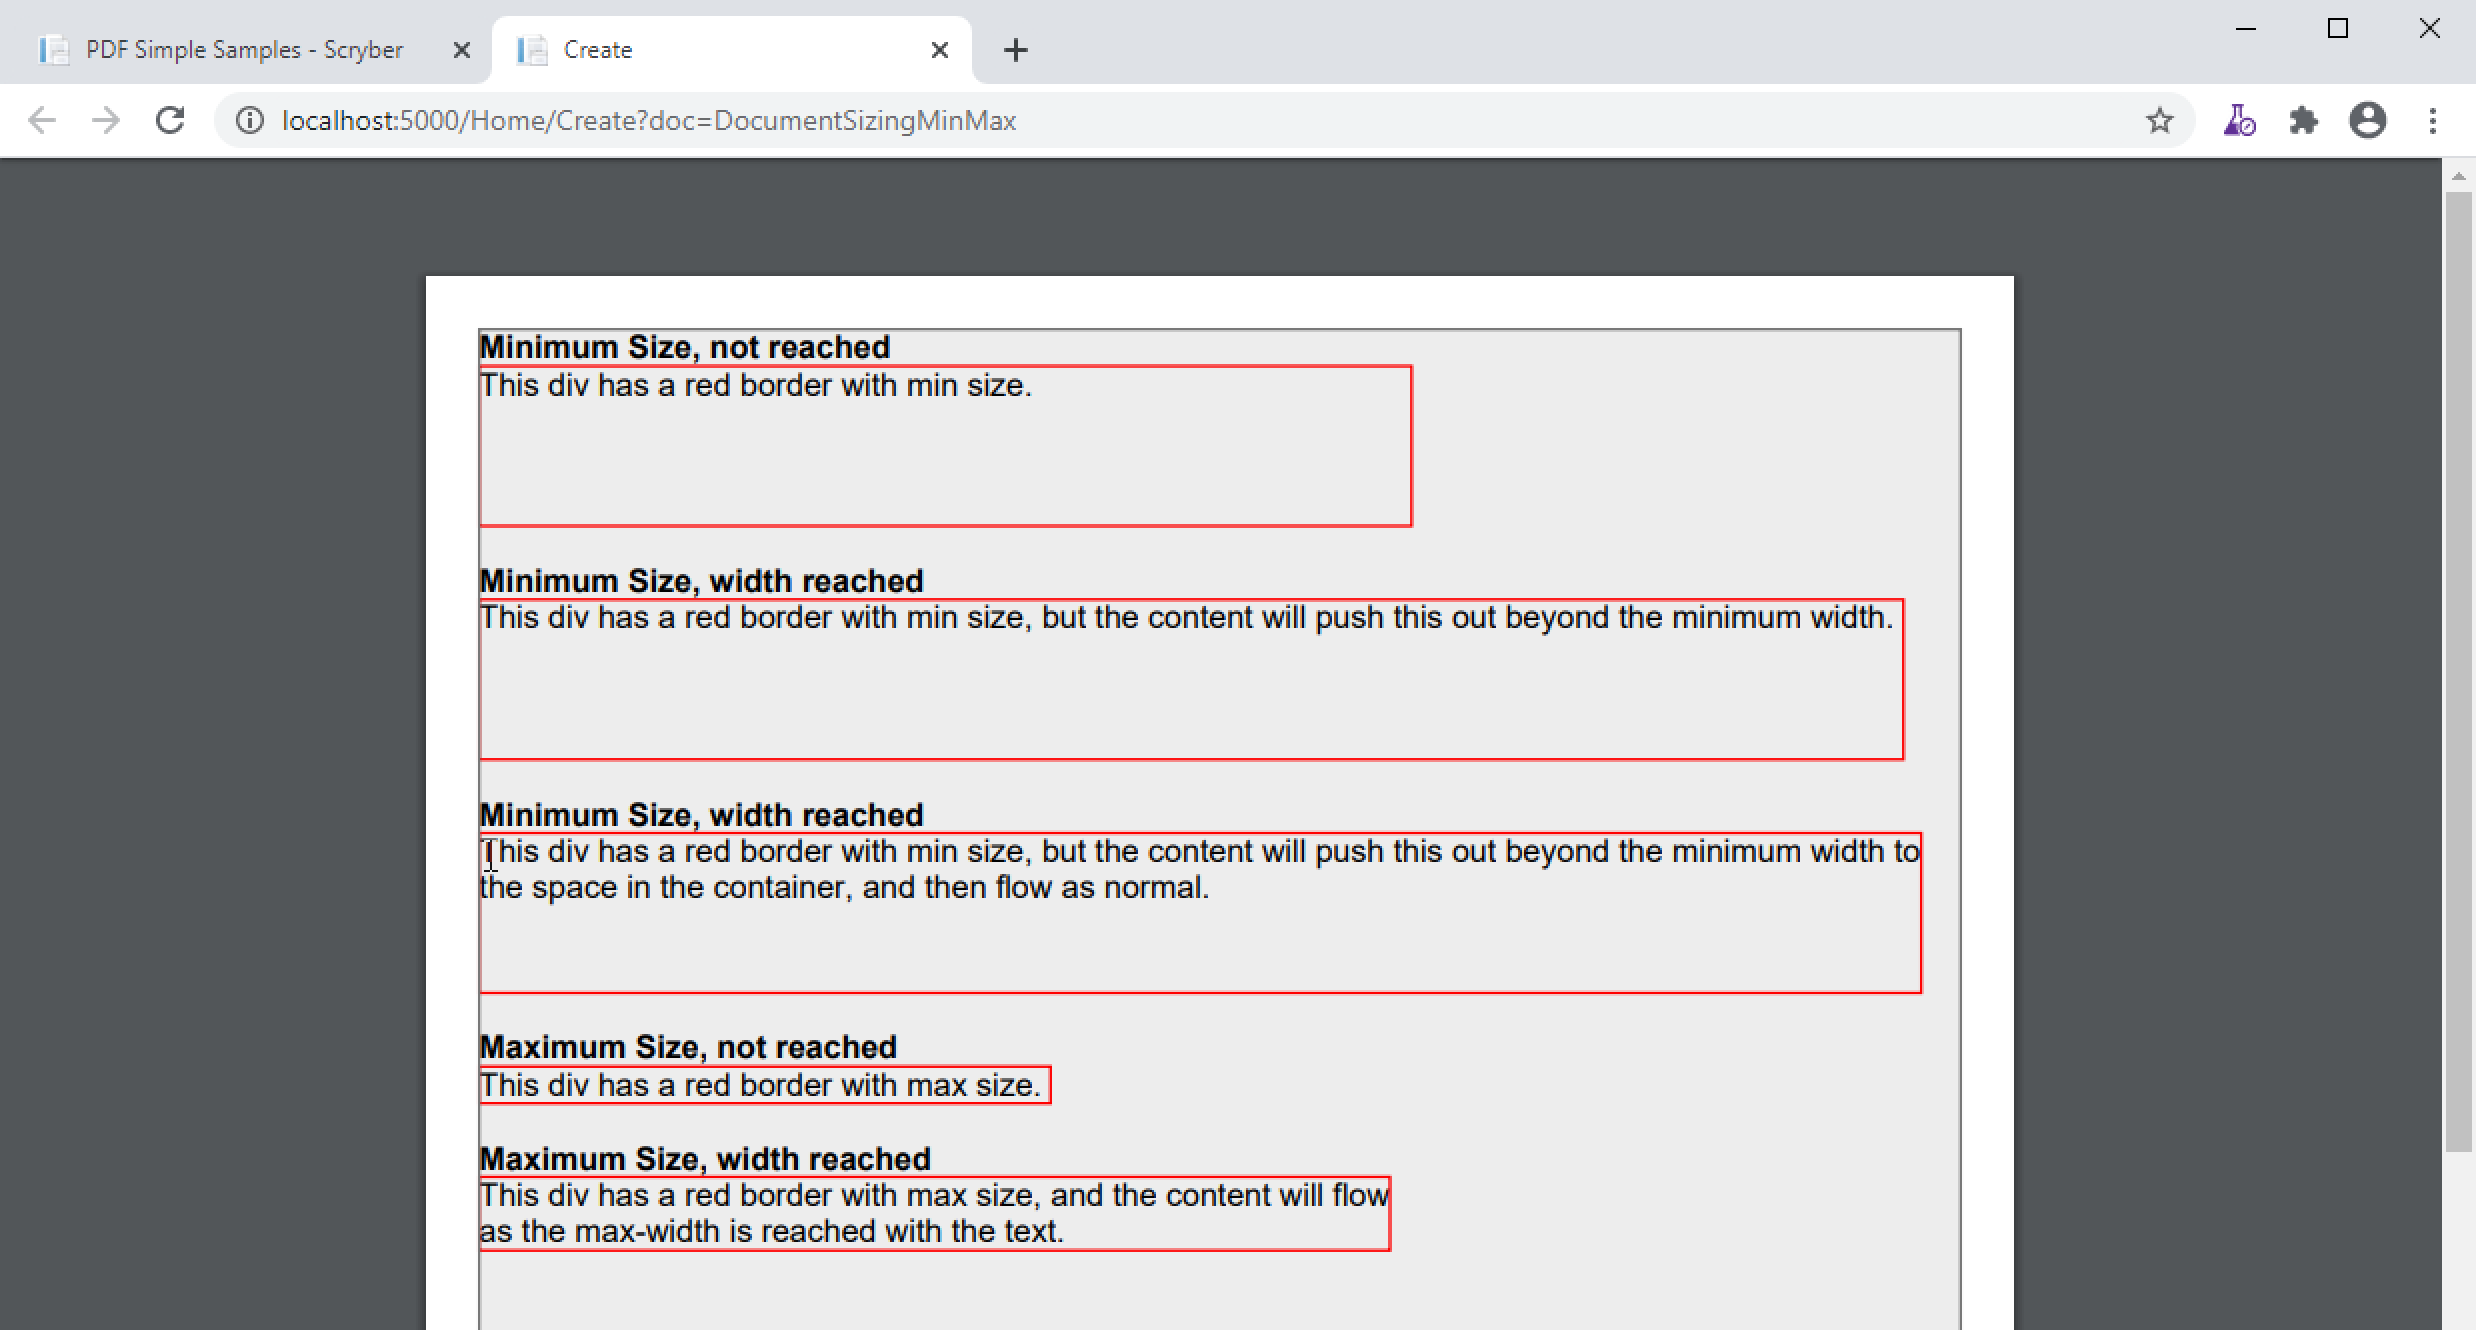 PDF Simple Samples - Scryber
Create
localhost:5000/Home/Create?doc=DocumentSizingMinMax
Minimum Size, not reached
This div has a red border with min size.
Minimum Size, width reached
This div has a red border with min size, but the content will push this out beyond the minimum width.
Minimum Size, width reached
This div has a red border with min size, but the content will push this out beyond the minimum width to
the space in the container, and then flow as normal.
Maximum Size, not reached
This div has a red border with max size.
Maximum Size, width reached
This div has a red border with max size, and the content will flow
as the max-width is reached with the text.